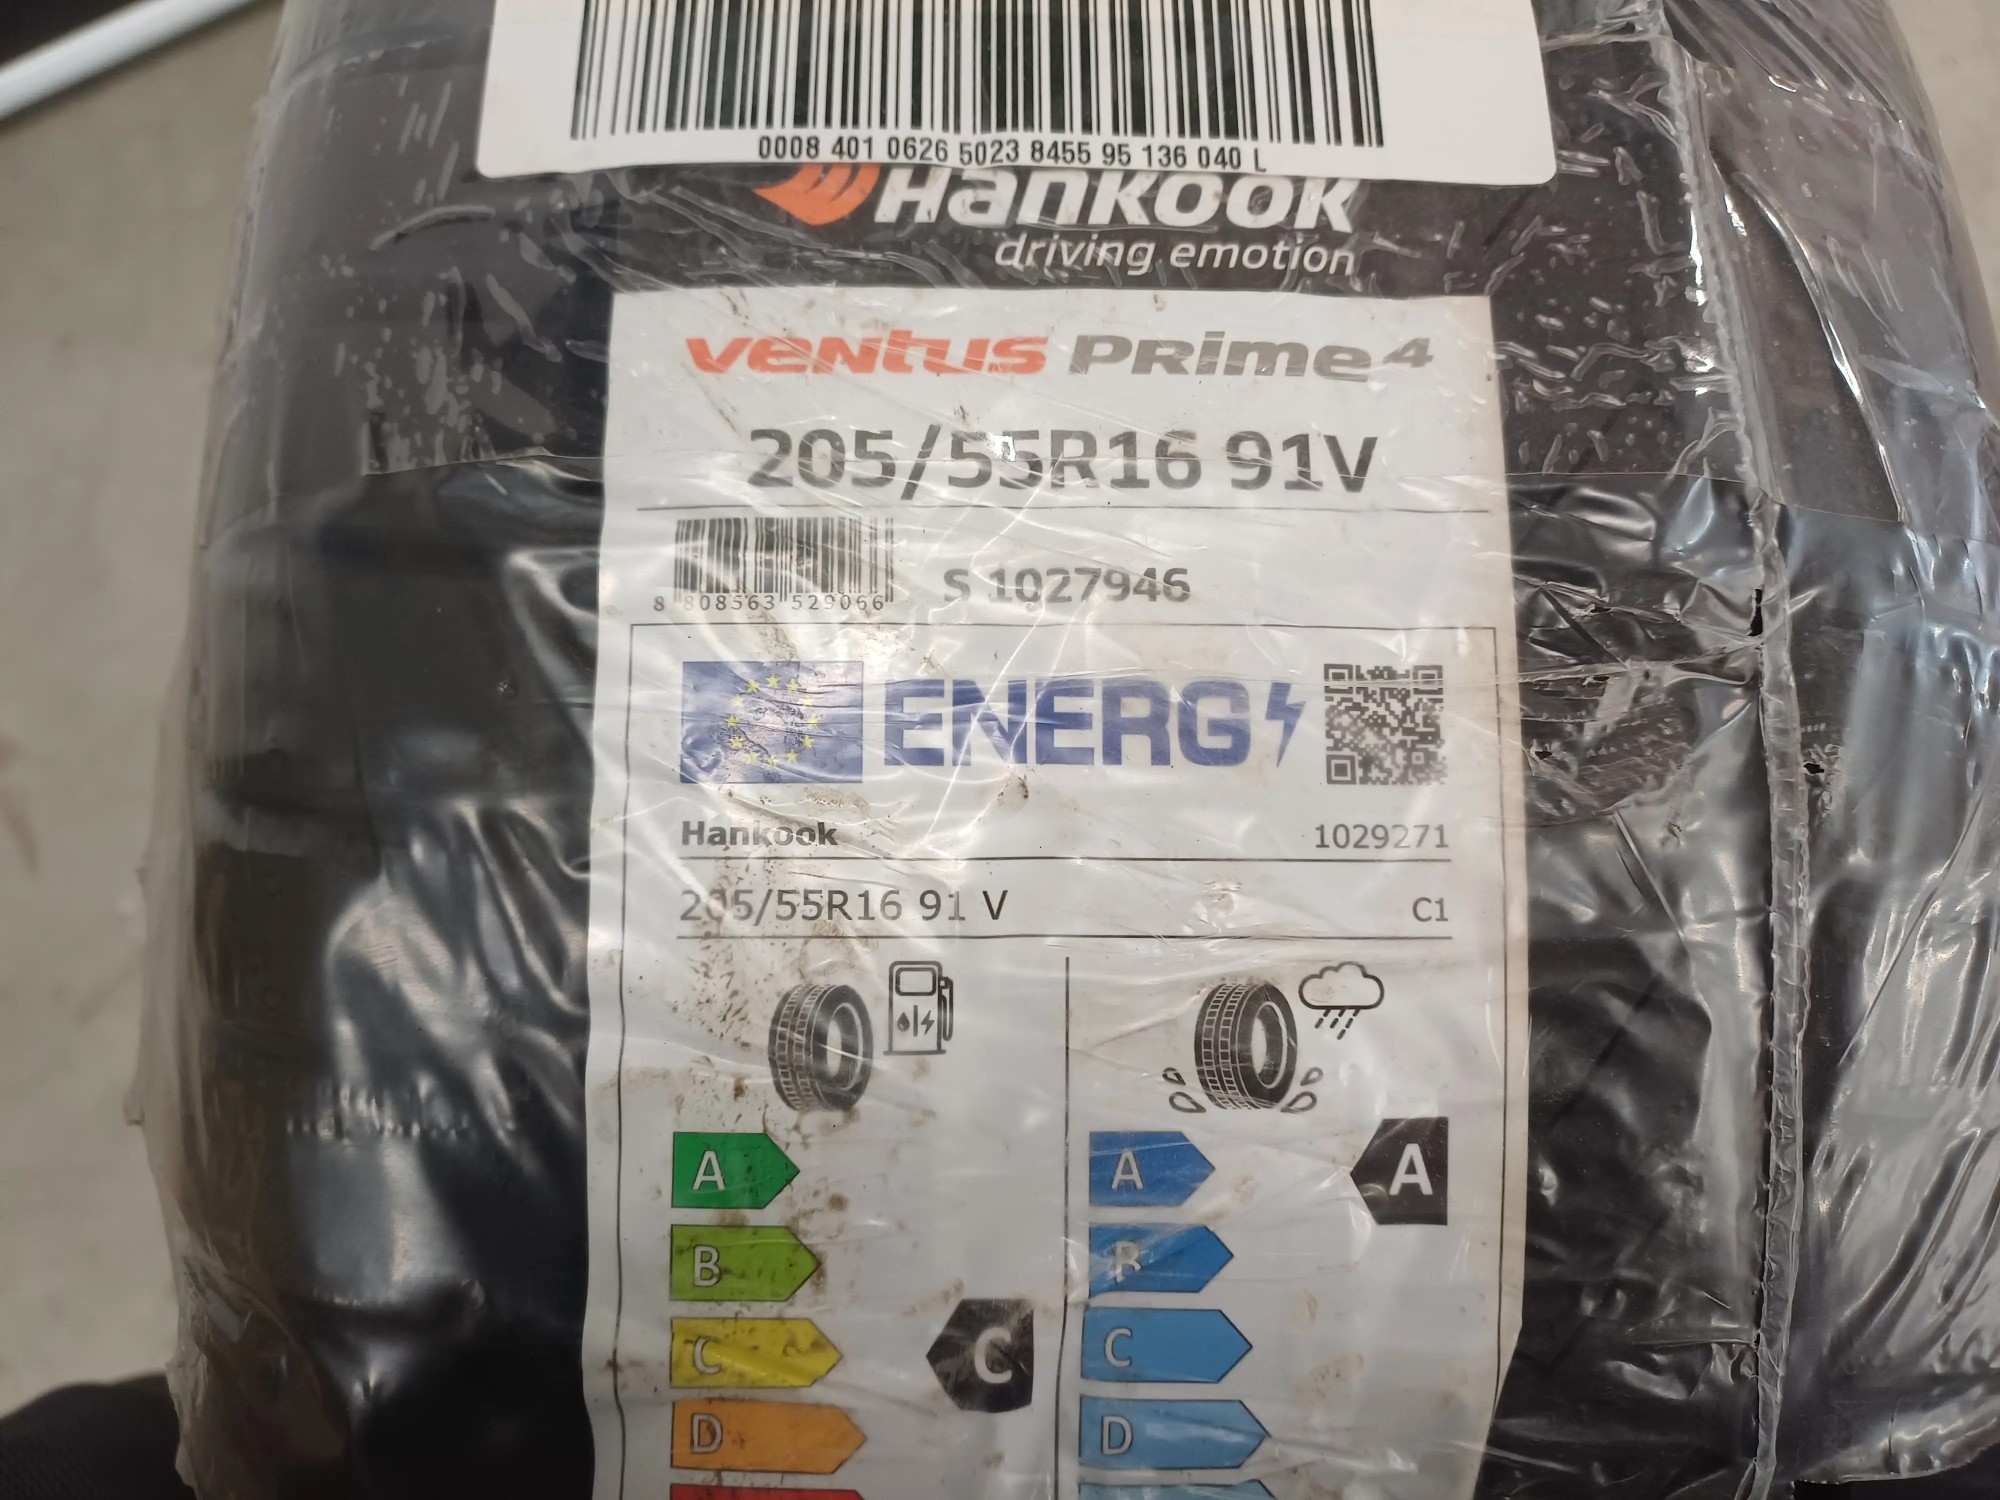 0008 401 0626 5023 8455 95 136 040 L
Hankook
driving emotion
Ventus Prime4
205/55R16 91V
8 808563 529066
S 1027946
ENERG
Hankook
1029271
205/55R16 91 V
C1
A
A
A
B
B
C
C
C
D
D